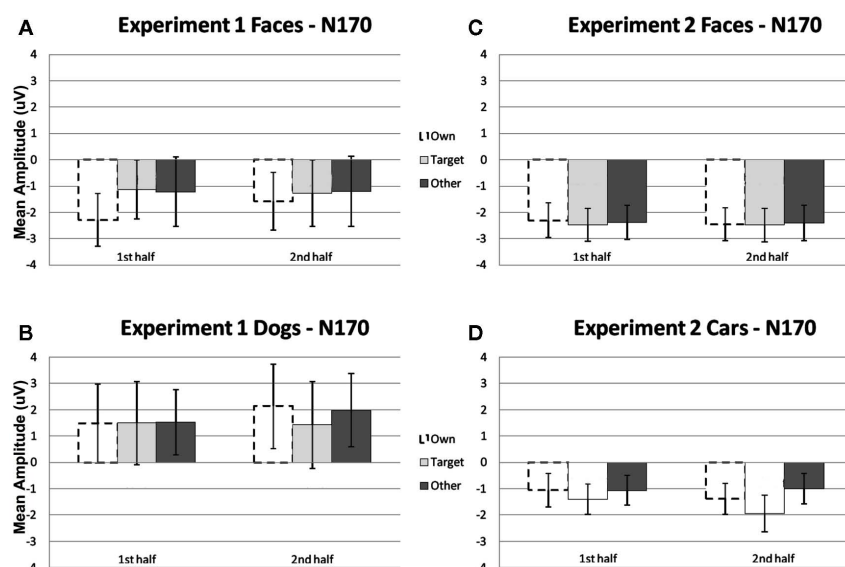 A
Experiment 1 Faces - N170
Mean Amplitude (uV)
4
3
2
1
0
-1
-2
-3
-4
1st half
2nd half
Own
Target
Other
C
Experiment 2 Faces - N170
4
3
2
1
0
-1
-2
-3
-4
1st half
2nd half
B
Experiment 1 Dogs - N170
Mean Amplitude (uV)
4
3
2
1
0
-1
-2
-3
-4
1st half
2nd half
Own
Target
Other
D
Experiment 2 Cars - N170
4
3
2
1
0
-1
-2
-3
-4
1st half
2nd half